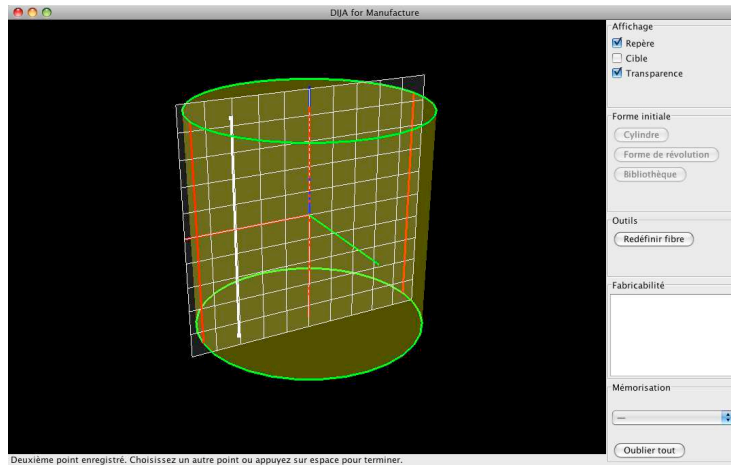 DIJA for Manufacture
Affichage
Repère
Cible
Transparence
Forme initiale
Cylindre
Forme de révolution
Bibliothèque
Outils
Redéfinir fibre
Fabricabilité
Mémorisation
—
Oublier tout
Deuxième point enregistré. Choisissez un autre point ou appuyez sur espace pour terminer.